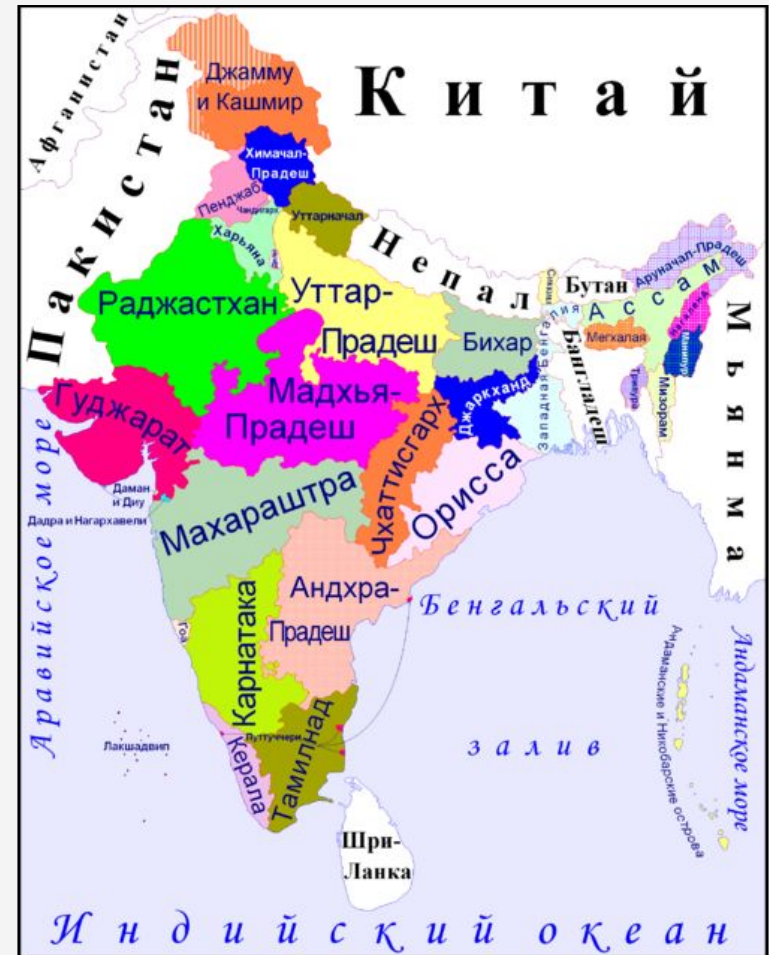 Афганистан
Пакистан
Китай
Джамму
и Кашмир
Химачал-
Прадеш
Пенджаб
Чандигарх
Уттарначал
Харьяна
Дели
Непал
Раджастхан
Уттар-
Прадеш
Сикким
Бутан
Аруначал-Прадеш
Ассам
Нагаленд
Манипур
Мегхалая
Бихар
Западная Бенгалия
Бангладеш
Трипура
Мизорам
Мьянма
Гуджарат
Мадхья-
Прадеш
Джаркханд
Чхаттисгарх
Орисса
Даман
и Диу
Дадра и Нагархавели
Махараштра
Аравийское море
Андхра-
Прадеш
Бенгальский
залив
Гоа
Карнатака
Лакшадвип
Путтуччери
Керала
Тамилнад
Андаманские и Никобарские острова
Андаманское море
Шри-
Ланка
Индийский океан